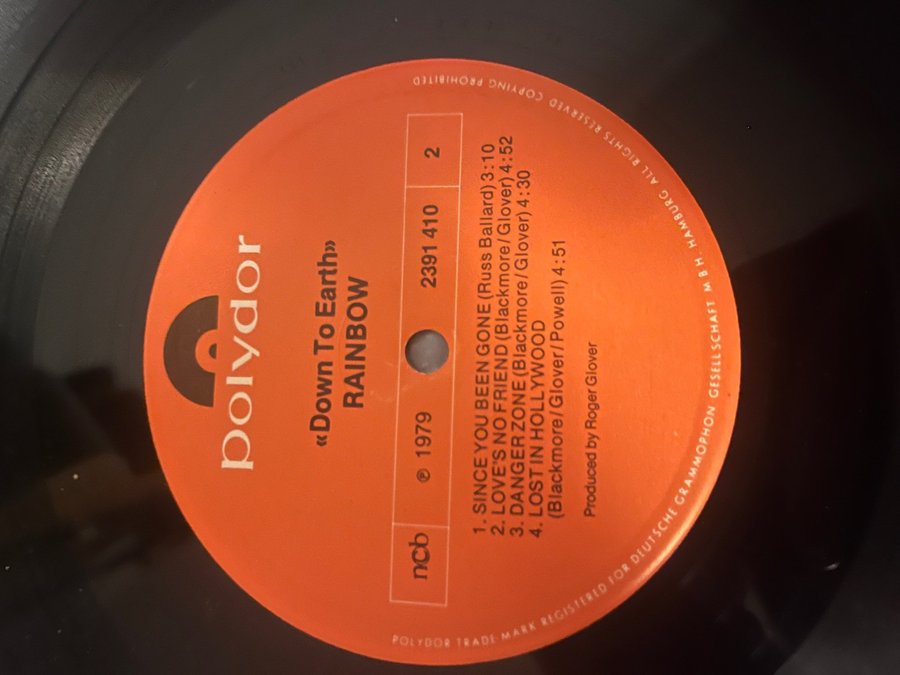 polydor
«Down To Earth»
RAINBOW
ncb ℗ 1979 2391 410 2
1. SINCE YOU BEEN GONE (Russ Ballard) 3:10
2. LOVE'S NO FRIEND (Blackmore/Glover) 4:52
3. DANGER ZONE (Blackmore/Glover) 4:30
4. LOST IN HOLLYWOOD
(Blackmore/Glover/Powell) 4:51
Produced by Roger Glover
POLYDOR TRADE MARK REGISTERED FOR DEUTSCHE GRAMMOPHON GESELLSCHAFT M B H HAMBURG ALL RIGHTS RESERVED COPYING PROHIBITED